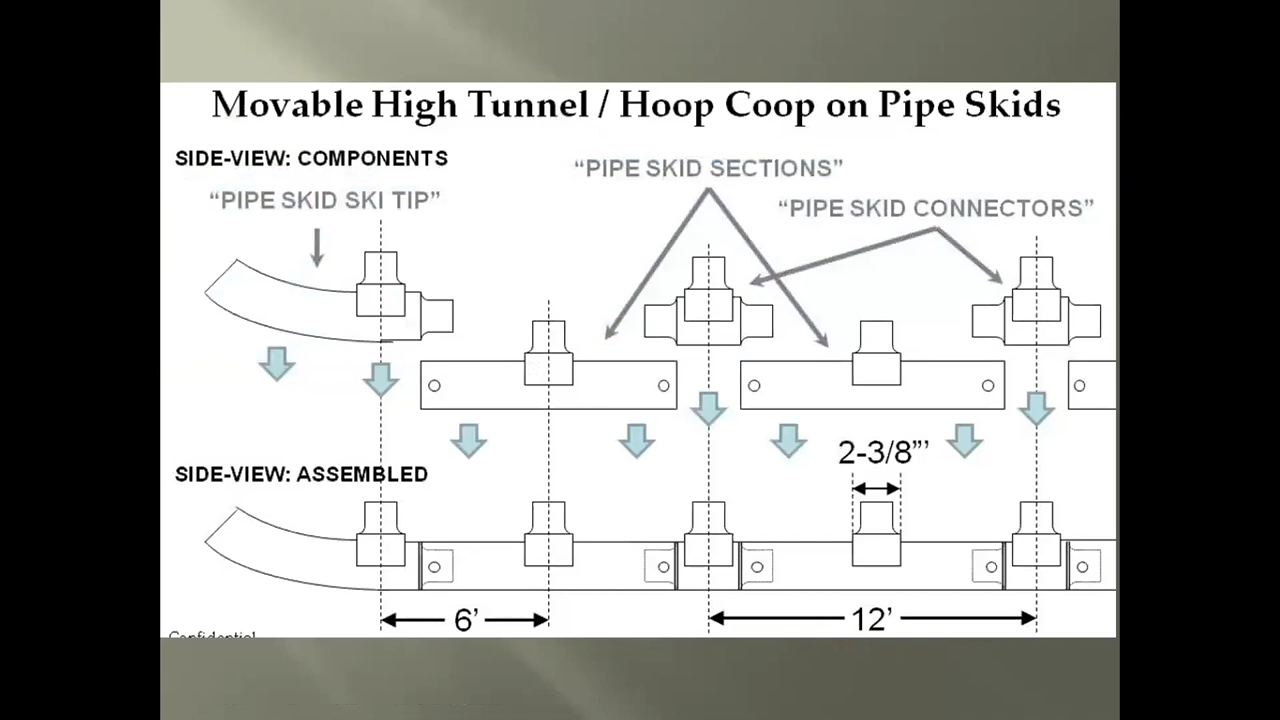 Movable High Tunnel / Hoop Coop on Pipe Skids
SIDE-VIEW: COMPONENTS
“PIPE SKID SECTIONS”
“PIPE SKID SKI TIP”
“PIPE SKID CONNECTORS”
2-3/8”’
SIDE-VIEW: ASSEMBLED
6’
12’
Confidential